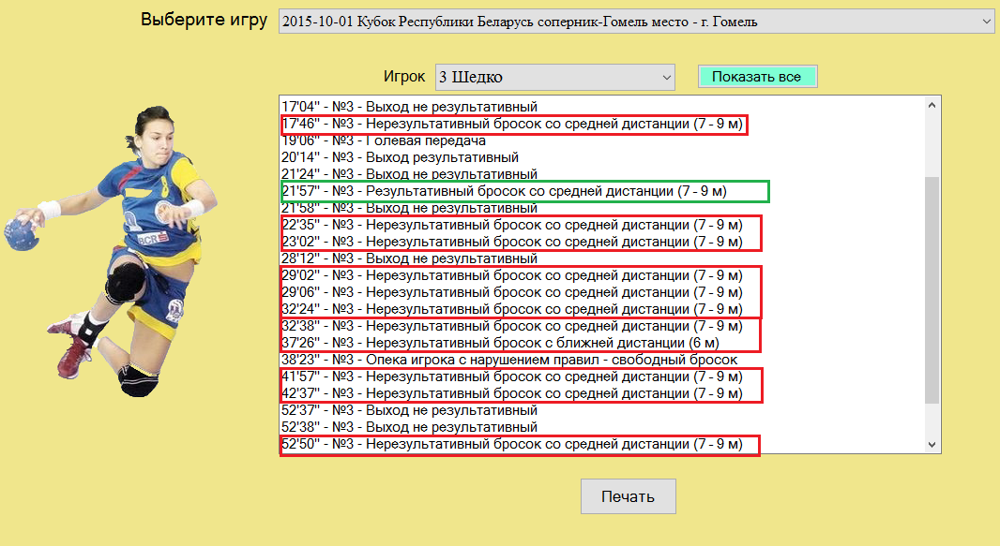 Выберите игру
2015-10-01 Кубок Республики Беларусь соперник-Гомель место - г. Гомель
Игрок
3 Шедко
Показать все
17'04" - №3 - Выход не результативный
17'46" - №3 - Нерезультативный бросок со средней дистанции (7 - 9 м)
19'06" - №3 - Голевая передача
20'14" - №3 - Выход результативный
21'24" - №3 - Выход не результативный
21'57" - №3 - Результативный бросок со средней дистанции (7 - 9 м)
21'58" - №3 - Выход не результативный
22'35" - №3 - Нерезультативный бросок со средней дистанции (7 - 9 м)
23'02" - №3 - Нерезультативный бросок со средней дистанции (7 - 9 м)
28'12" - №3 - Выход не результативный
29'02" - №3 - Нерезультативный бросок со средней дистанции (7 - 9 м)
29'06" - №3 - Нерезультативный бросок со средней дистанции (7 - 9 м)
32'24" - №3 - Нерезультативный бросок со средней дистанции (7 - 9 м)
32'38" - №3 - Нерезультативный бросок со средней дистанции (7 - 9 м)
37'26" - №3 - Нерезультативный бросок с ближней дистанции (6 м)
38'23" - №3 - Опека игрока с нарушением правил - свободный бросок
41'57" - №3 - Нерезультативный бросок со средней дистанции (7 - 9 м)
42'37" - №3 - Нерезультативный бросок со средней дистанции (7 - 9 м)
52'37" - №3 - Выход не результативный
52'38" - №3 - Выход не результативный
52'50" - №3 - Нерезультативный бросок со средней дистанции (7 - 9 м)
BCR
Печать